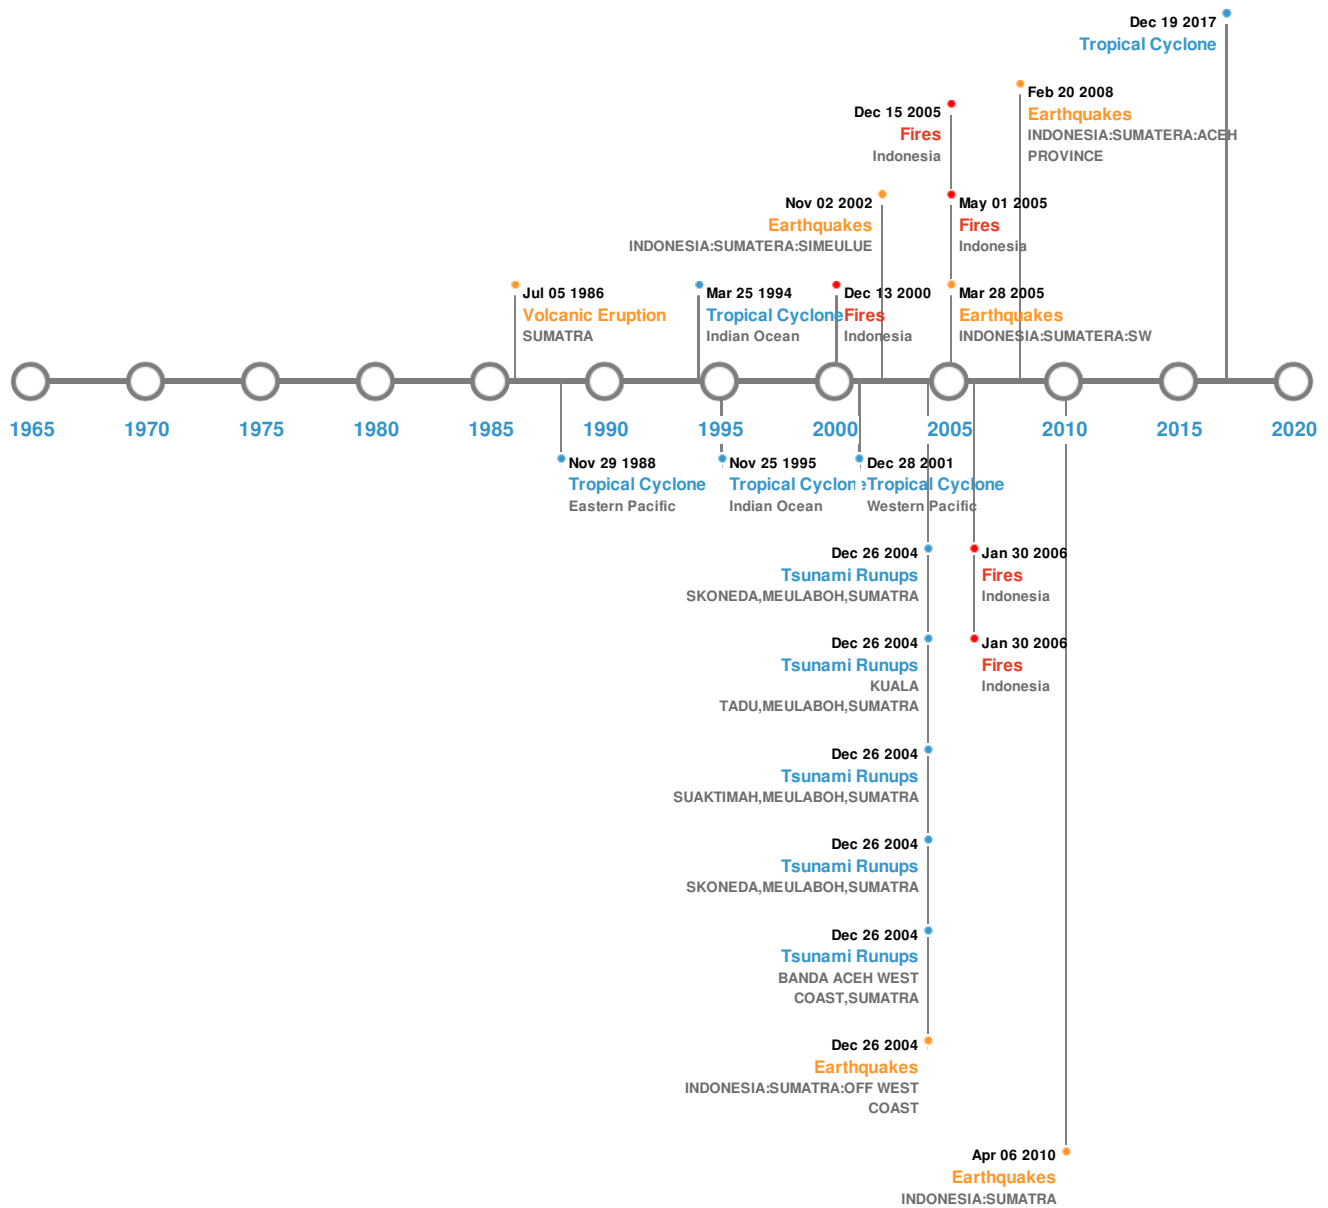 Dec 19 2017
Tropical Cyclone
Feb 20 2008
Earthquakes
INDONESIA:SUMATERA:ACEH
PROVINCE
Dec 15 2005
Fires
Indonesia
Nov 02 2002
Earthquakes
INDONESIA:SUMATERA:SIMEULUE
May 01 2005
Fires
Indonesia
Jul 05 1986
Volcanic Eruption
SUMATRA
Mar 25 1994
Tropical Cyclone
Indian Ocean
Dec 13 2000
Fires
Indonesia
Mar 28 2005
Earthquakes
INDONESIA:SUMATERA:SW
1965 1970 1975 1980 1985 1990 1995 2000 2005 2010 2015 2020
Nov 29 1988
Tropical Cyclone
Eastern Pacific
Nov 25 1995
Tropical Cyclone
Indian Ocean
Dec 28 2001
Tropical Cyclone
Western Pacific
Dec 26 2004
Tsunami Runups
SKONEDA,MEULABOH,SUMATRA
Jan 30 2006
Fires
Indonesia
Dec 26 2004
Tsunami Runups
KUALA
TADU,MEULABOH,SUMATRA
Jan 30 2006
Fires
Indonesia
Dec 26 2004
Tsunami Runups
SUAKTIMAH,MEULABOH,SUMATRA
Dec 26 2004
Tsunami Runups
SKONEDA,MEULABOH,SUMATRA
Dec 26 2004
Tsunami Runups
BANDA ACEH WEST
COAST,SUMATRA
Dec 26 2004
Earthquakes
INDONESIA:SUMATRA:OFF WEST
COAST
Apr 06 2010
Earthquakes
INDONESIA:SUMATRA